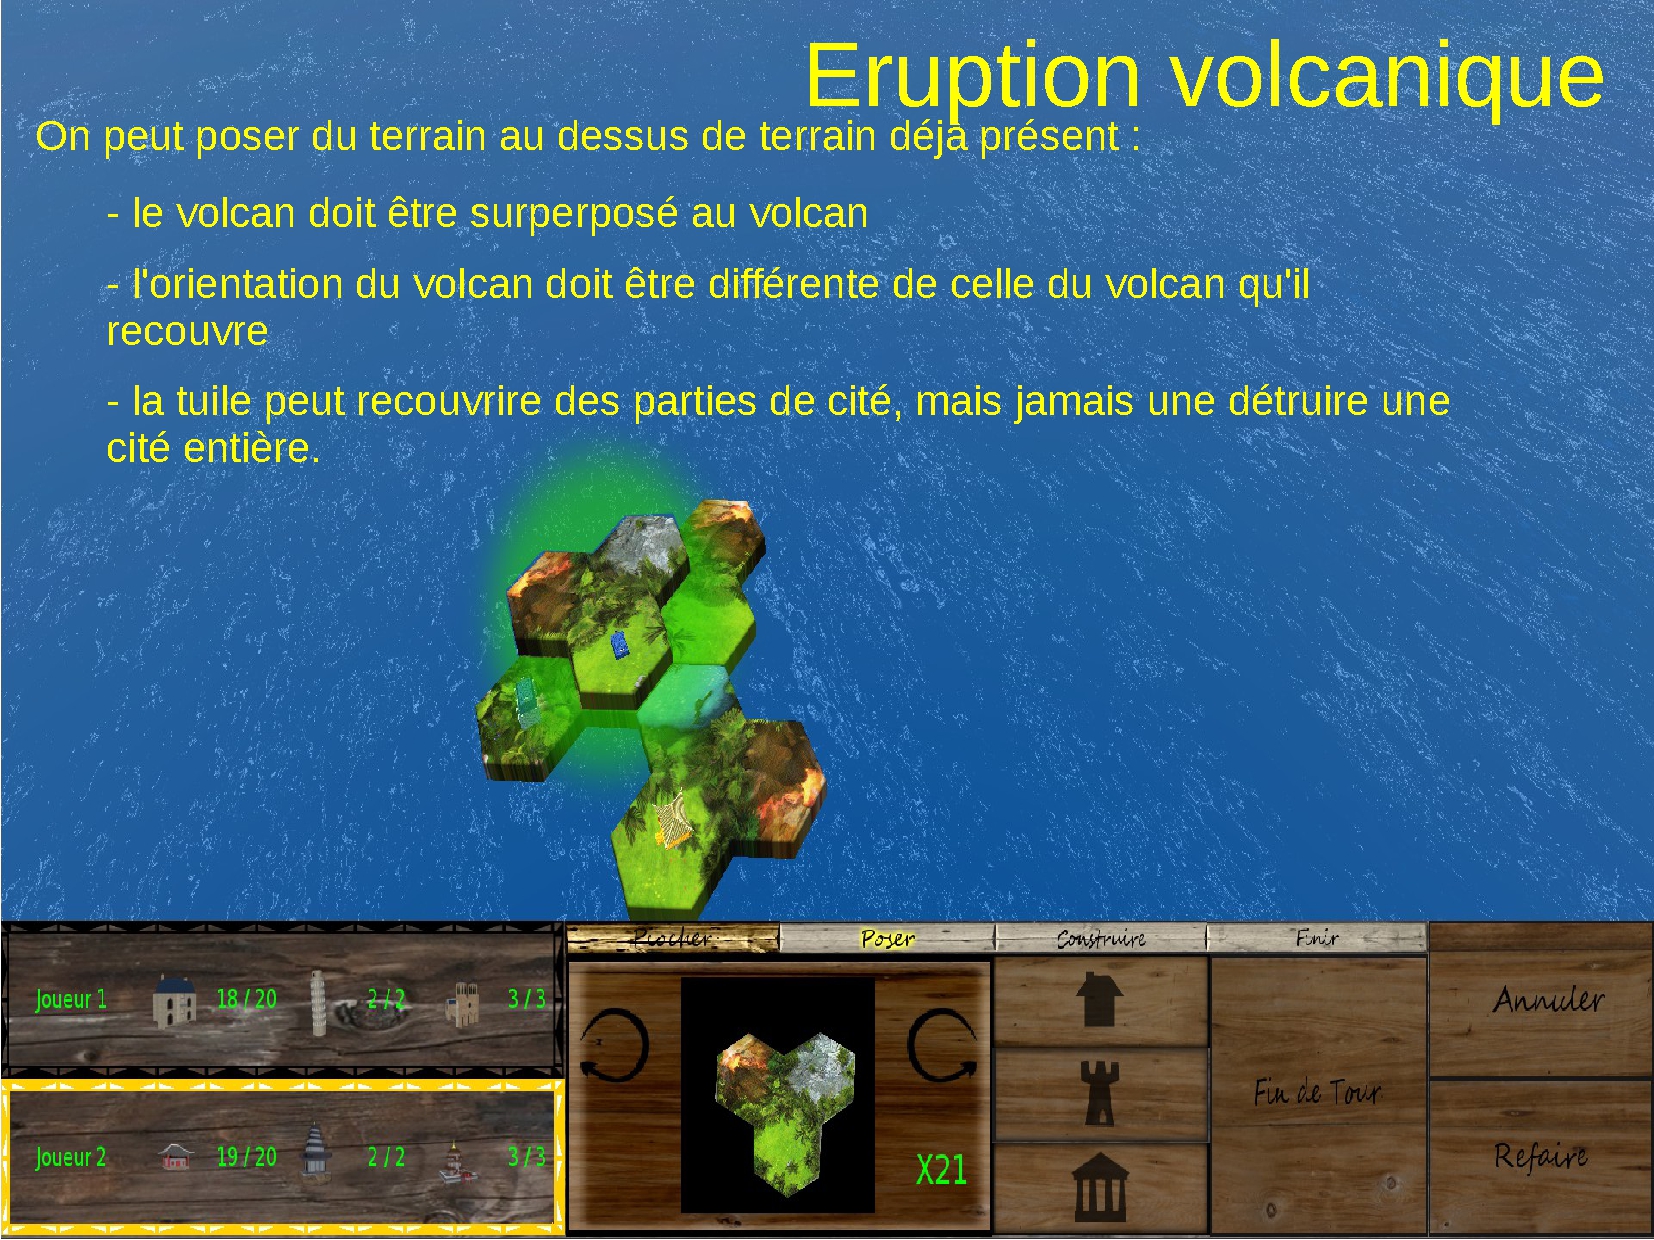 Eruption volcanique
On peut poser du terrain au dessus de terrain déjà présent :
- le volcan doit être surperposé au volcan
- l'orientation du volcan doit être différente de celle du volcan qu'il
recouvre
- la tuile peut recouvrire des parties de cité, mais jamais une détruire une
cité entière.
Piocher
Poser
Construire
Finir
Joueur 1 18 / 20 2 / 2 3 / 3
Joueur 2 19 / 20 2 / 2 3 / 3
X21
Fin de Tour
Annuler
Refaire